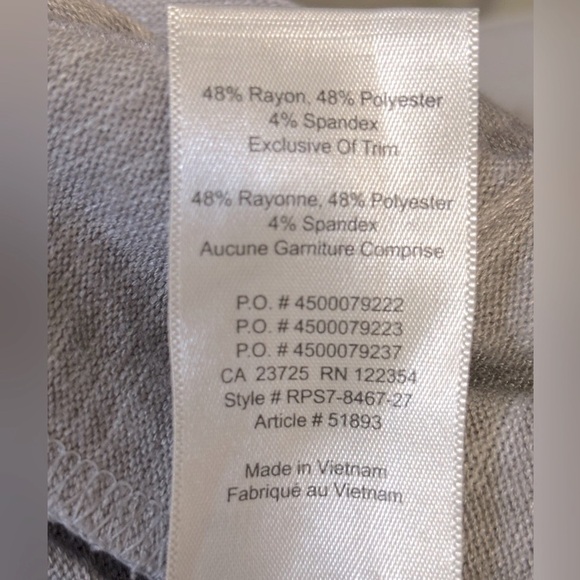 48% Rayon, 48% Polyester
4% Spandex
Exclusive Of Trim
48% Rayonne, 48% Polyester
4% Spandex
Aucune Garniture Comprise
P.O. # 4500079222
P.O. # 4500079223
P.O. # 4500079237
CA 23725 RN 122354
Style # RPS7-8467-27
Article # 51893
Made in Vietnam
Fabriqué au Vietnam